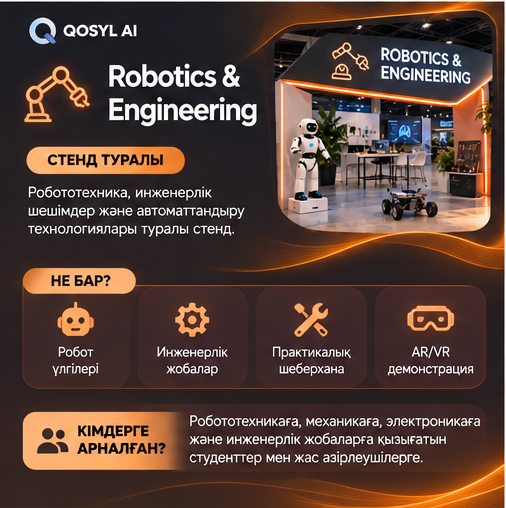 QOSYL AI
Robotics &
Engineering
ROBOTICS &
ENGINEERING
СТЕНД ТУРАЛЫ
Робототехника, инженерлік
шешімдер және автоматтандыру
технологиялары туралы стенд.
НЕ БАР?
Робот
үлгілері
Инженерлік
жобалар
Практикалық
шеберхана
AR/VR
демонстрация
КІМДЕРГЕ
АРНАЛҒАН?
Робототехникаға, механикаға, электроникаға
және инженерлік жобаларға қызығатын
студенттер мен жас азірлеушілерге.